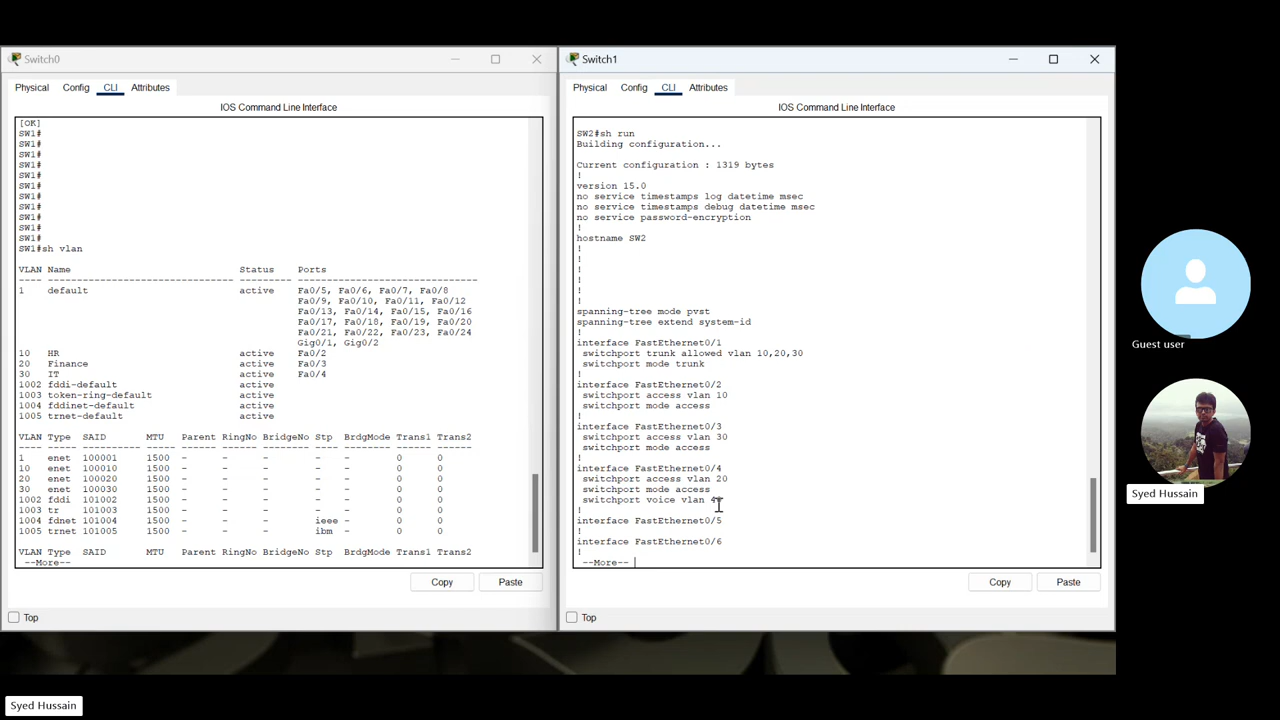 Switch0
Physical Config CLI Attributes
IOS Command Line Interface
[OK]
SW1#
SW1#
SW1#
SW1#
SW1#
SW1#
SW1#
SW1#
SW1#
SW1#
SW1#
SW1#sh vlan
VLAN Name Status Ports
---- -------------------------------- --------- -------------------------------
1 default active Fa0/5, Fa0/6, Fa0/7, Fa0/8
Fa0/9, Fa0/10, Fa0/11, Fa0/12
Fa0/13, Fa0/14, Fa0/15, Fa0/16
Fa0/17, Fa0/18, Fa0/19, Fa0/20
Fa0/21, Fa0/22, Fa0/23, Fa0/24
Gig0/1, Gig0/2
10 HR active Fa0/2
20 Finance active Fa0/3
30 IT active Fa0/4
1002 fddi-default active
1003 token-ring-default active
1004 fddinet-default active
1005 trnet-default active
VLAN Type SAID MTU Parent RingNo BridgeNo Stp BrdgMode Trans1 Trans2
---- ----- ---------- ----- ------ ------ -------- ---- -------- ------ ------
1 enet 100001 1500 - - - - - 0 0
10 enet 100010 1500 - - - - - 0 0
20 enet 100020 1500 - - - - - 0 0
30 enet 100030 1500 - - - - - 0 0
1002 fddi 101002 1500 - - - - - 0 0
1003 tr 101003 1500 - - - - - 0 0
1004 fdnet 101004 1500 - - - ieee - 0 0
1005 trnet 101005 1500 - - - ibm - 0 0
VLAN Type SAID MTU Parent RingNo BridgeNo Stp BrdgMode Trans1 Trans2
--More--
Copy Paste
Top
Switch1
Physical Config CLI Attributes
IOS Command Line Interface
SW2#sh run
Building configuration...
Current configuration : 1319 bytes
!
version 15.0
no service timestamps log datetime msec
no service timestamps debug datetime msec
no service password-encryption
!
hostname SW2
!
!
!
!
!
!
spanning-tree mode pvst
spanning-tree extend system-id
!
interface FastEthernet0/1
switchport trunk allowed vlan 10,20,30
switchport mode trunk
!
interface FastEthernet0/2
switchport access vlan 10
switchport mode access
!
interface FastEthernet0/3
switchport access vlan 30
switchport mode access
!
interface FastEthernet0/4
switchport access vlan 20
switchport mode access
switchport voice vlan
!
interface FastEthernet0/5
!
interface FastEthernet0/6
!
--More--
Copy Paste
Top
Guest user
Syed Hussain
Syed Hussain